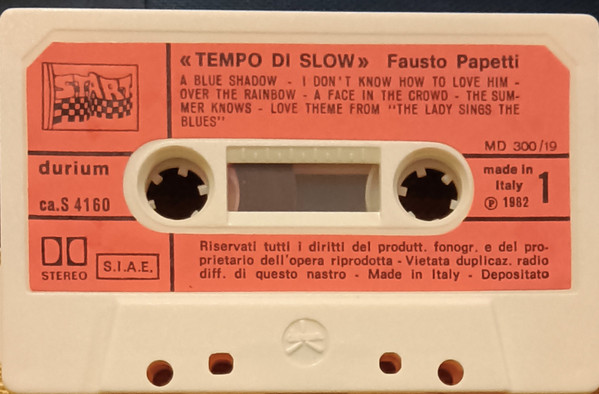 START
«TEMPO DI SLOW» Fausto Papetti
A BLUE SHADOW - I DON'T KNOW HOW TO LOVE HIM -
OVER THE RAINBOW - A FACE IN THE CROWD - THE SUM-
MER KNOWS - LOVE THEME FROM "THE LADY SINGS THE
BLUES"
MD 300/19
durium
ca.S 4160
made in
Italy
℗ 1982
1
STEREO
S.I.A.E.
Riservati tutti i diritti del produtt. fonogr. e del pro-
prietario dell'opera riprodotta - Vietata duplicaz. radio
diff. di questo nastro - Made in Italy - Depositato